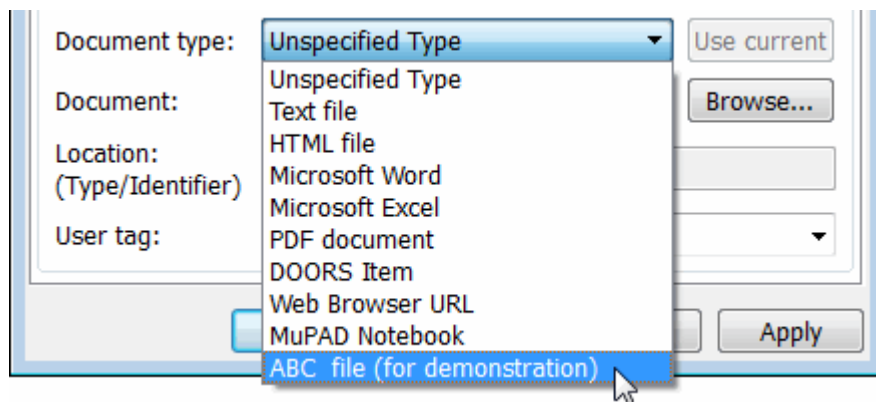 Document type: Unspecified Type Use current
Unspecified Type
Document: Text file Browse...
HTML file
Location:
(Type/Identifier) Microsoft Word
Microsoft Excel
User tag: PDF document
DOORS Item
Web Browser URL
MuPAD Notebook Apply
ABC file (for demonstration)